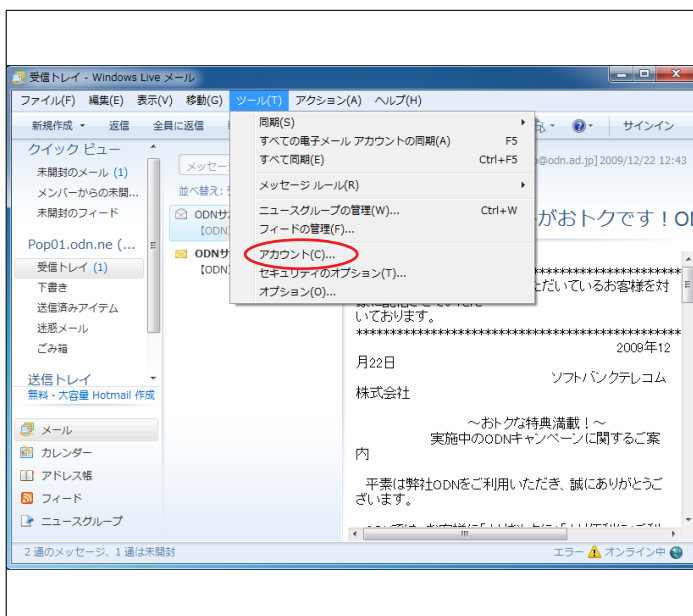 受信トレイ - Windows Live メール
ファイル(F) 編集(E) 表示(V) 移動(G) ツール(T) アクション(A) ヘルプ(H)
新規作成 返信 全員に返信 サインイン
同期(S)
すべての電子メール アカウントの同期(A) F5
すべて同期(E) Ctrl+F5
メッセージ ルール(R)
ニュースグループの管理(W)... Ctrl+W
フィードの管理(F)...
アカウント(C)...
セキュリティのオプション(T)...
オプション(O)...
クイック ビュー
未開封のメール (1)
メンバーからの未開...
未開封のフィード
Pop01.odn.ne (...
受信トレイ (1)
下書き
送信済みアイテム
迷惑メール
ごみ箱
送信トレイ
無料・大容量 Hotmail 作成
メール
カレンダー
アドレス帳
フィード
ニュースグループ
メッセー
並べ替え:
ODNサ
【ODN】
ODNサ
【ODN】
@odn.ad.jp] 2009/12/22 12:43
がおトクです！OD
****************************************
ただいているお客様を対
いております。
****************************************
2009年12
月22日
ソフトバンクテレコム
株式会社
～おトクな特典満載！～
実施中のODNキャンペーンに関するご案
内
平素は弊社ODNをご利用いただき、誠にありがとうご
ざいます。
2 通のメッセージ、1 通は未開封
エラー オンライン中